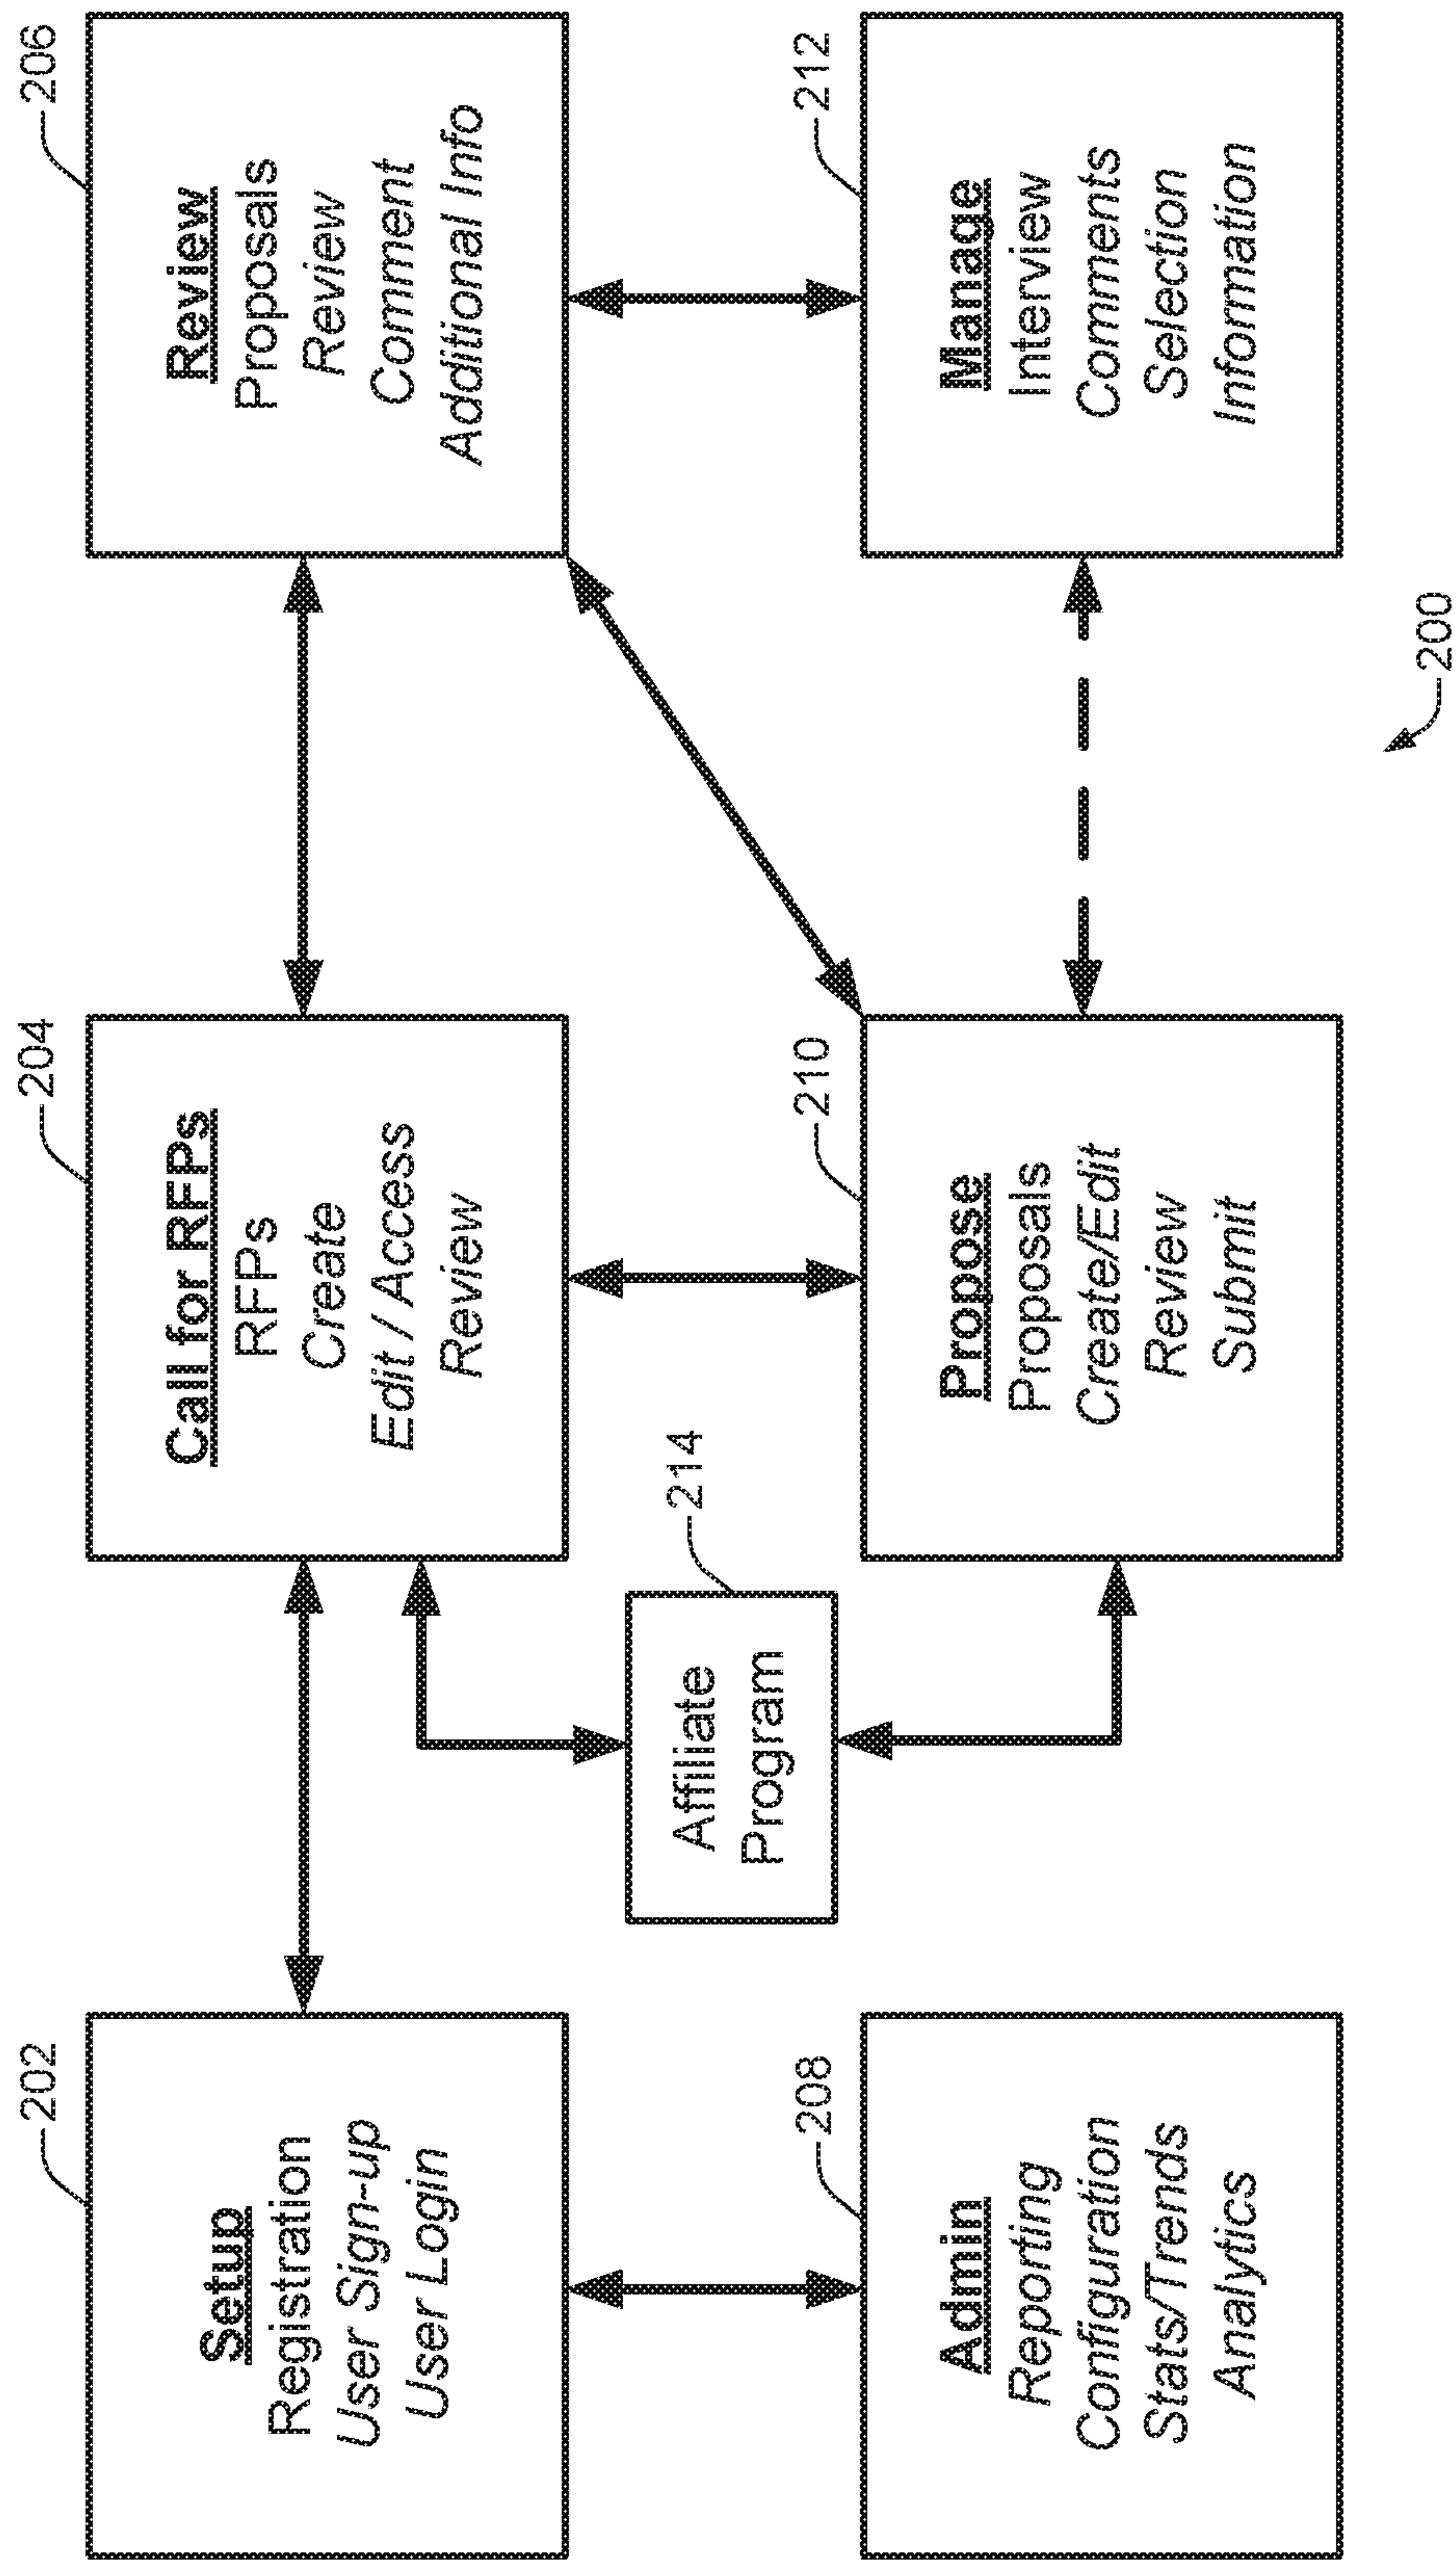 202
Setup
Registration
User Sign-up
User Login
204
Call for RFPs
RFPs
Create
Edit / Access
Review
206
Review
Proposals
Review
Comment
Additional Info
214
Affiliate
Program
208
Admin
Reporting
Configuration
Stats/Trends
Analytics
210
Propose
Proposals
Create/Edit
Review
Submit
212
Manage
Interview
Comments
Selection
Information
200